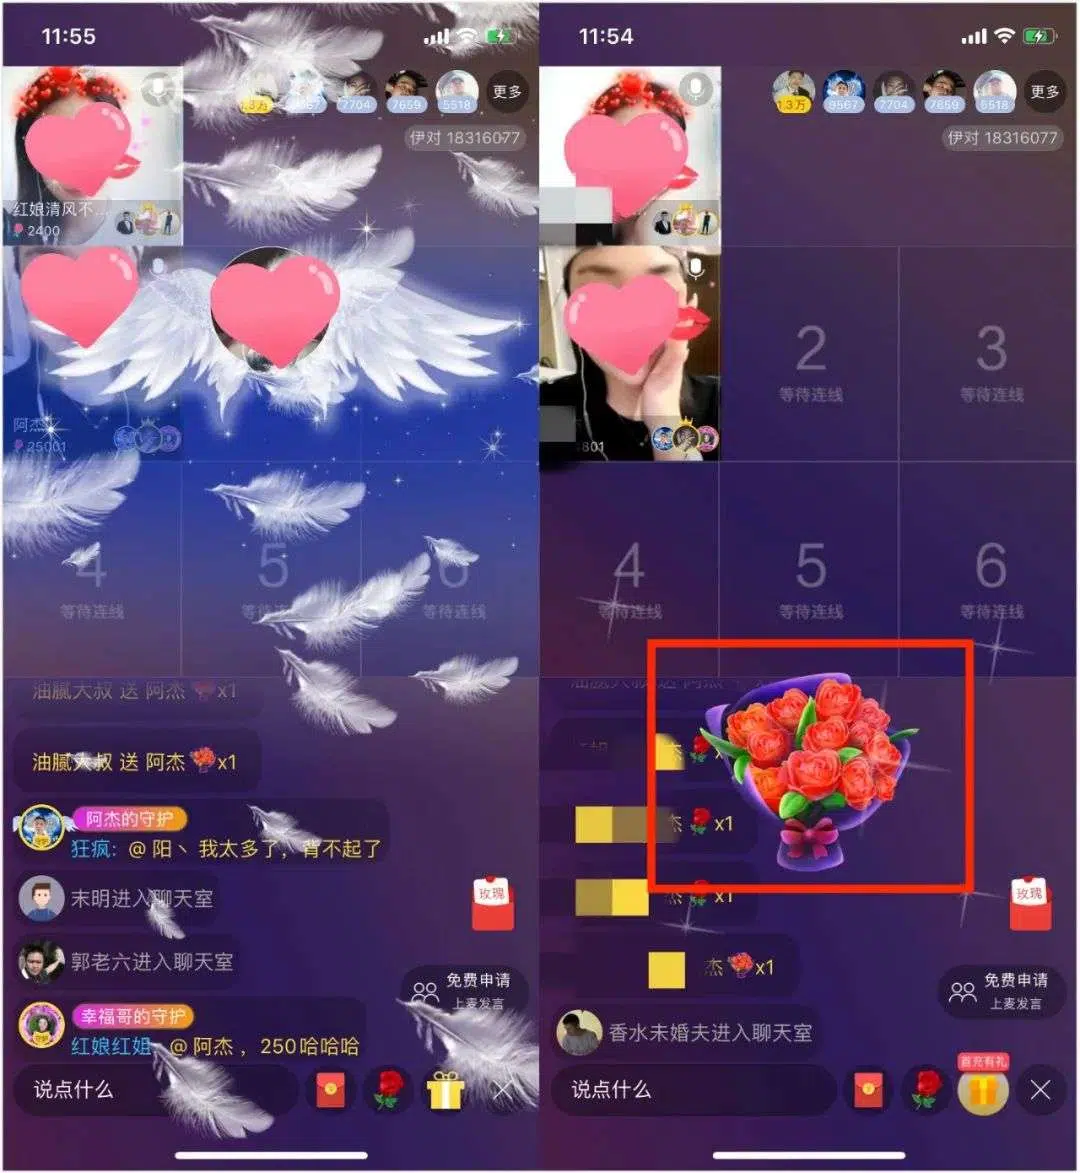 11:55
1.3万
9567
7704
7659
5518
更多
伊对 18316077
红娘清风不...
2400
阿杰
25001
4
等待连线
5
等待连线
6
等待连线
油腻大叔 送 阿杰 x1
油腻大叔 送 阿杰 x1
阿杰的守护
狂疯: @ 阳丶 我太多了，背不起了
末明进入聊天室
郭老六进入聊天室
玫瑰
免费申请
上麦发言
幸福哥的守护
红娘红姐 @ 阿杰 ，250哈哈哈
说点什么
11:54
1.3万
9567
7704
7659
5518
更多
伊对 18316077
801
2
等待连线
3
等待连线
4
等待连线
5
等待连线
6
等待连线
杰 x1
杰 x1
杰 x1
玫瑰
免费申请
上麦发言
香水未婚夫进入聊天室
首充有礼
说点什么